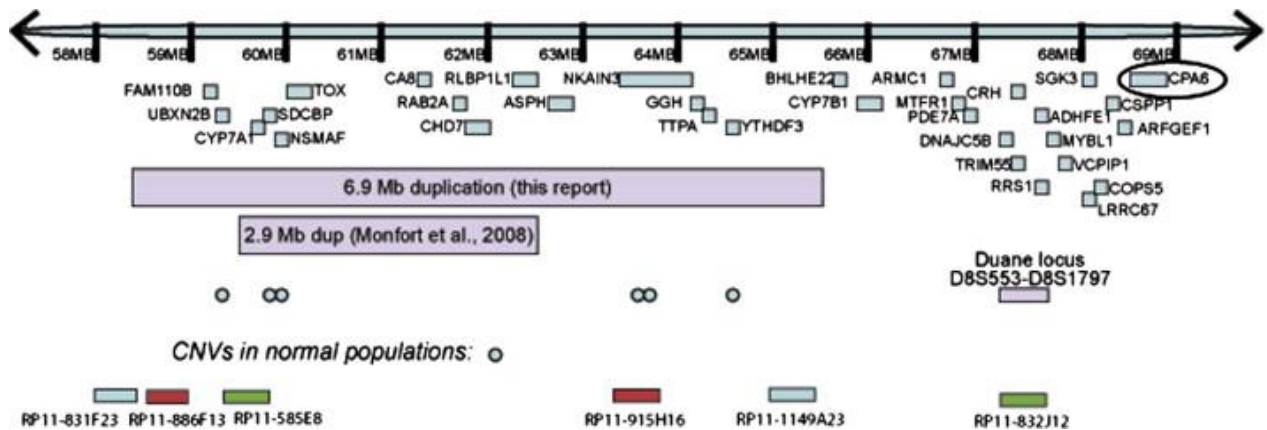 58MB 59MB 60MB 61MB 62MB 63MB 64MB 65MB 66MB 67MB 68MB 69MB
CA8 RLBP1L1 NKAIN3 BHLHE22 ARMC1 SGK3 CPA6
FAM110B TOX CRH
RAB2A ASPH GGH CYP7B1 MTFR1 CSPP1
UBXN2B SDCBP PDE7A ADHFE1
CHD7 TTPA YTHDF3 ARFGEF1
CYP7A1 NSMAF DNAJC5B MYBL1
TRIM55 VCPIP1
6.9 Mb duplication (this report) RRS1 COPS5
LRRC67
2.9 Mb dup (Monfort et al., 2008)
Duane locus
D8S553-D8S1797
CNVs in normal populations:
RP11-831F23 RP11-886F13 RP11-585E8 RP11-915H16 RP11-1149A23 RP11-832J12